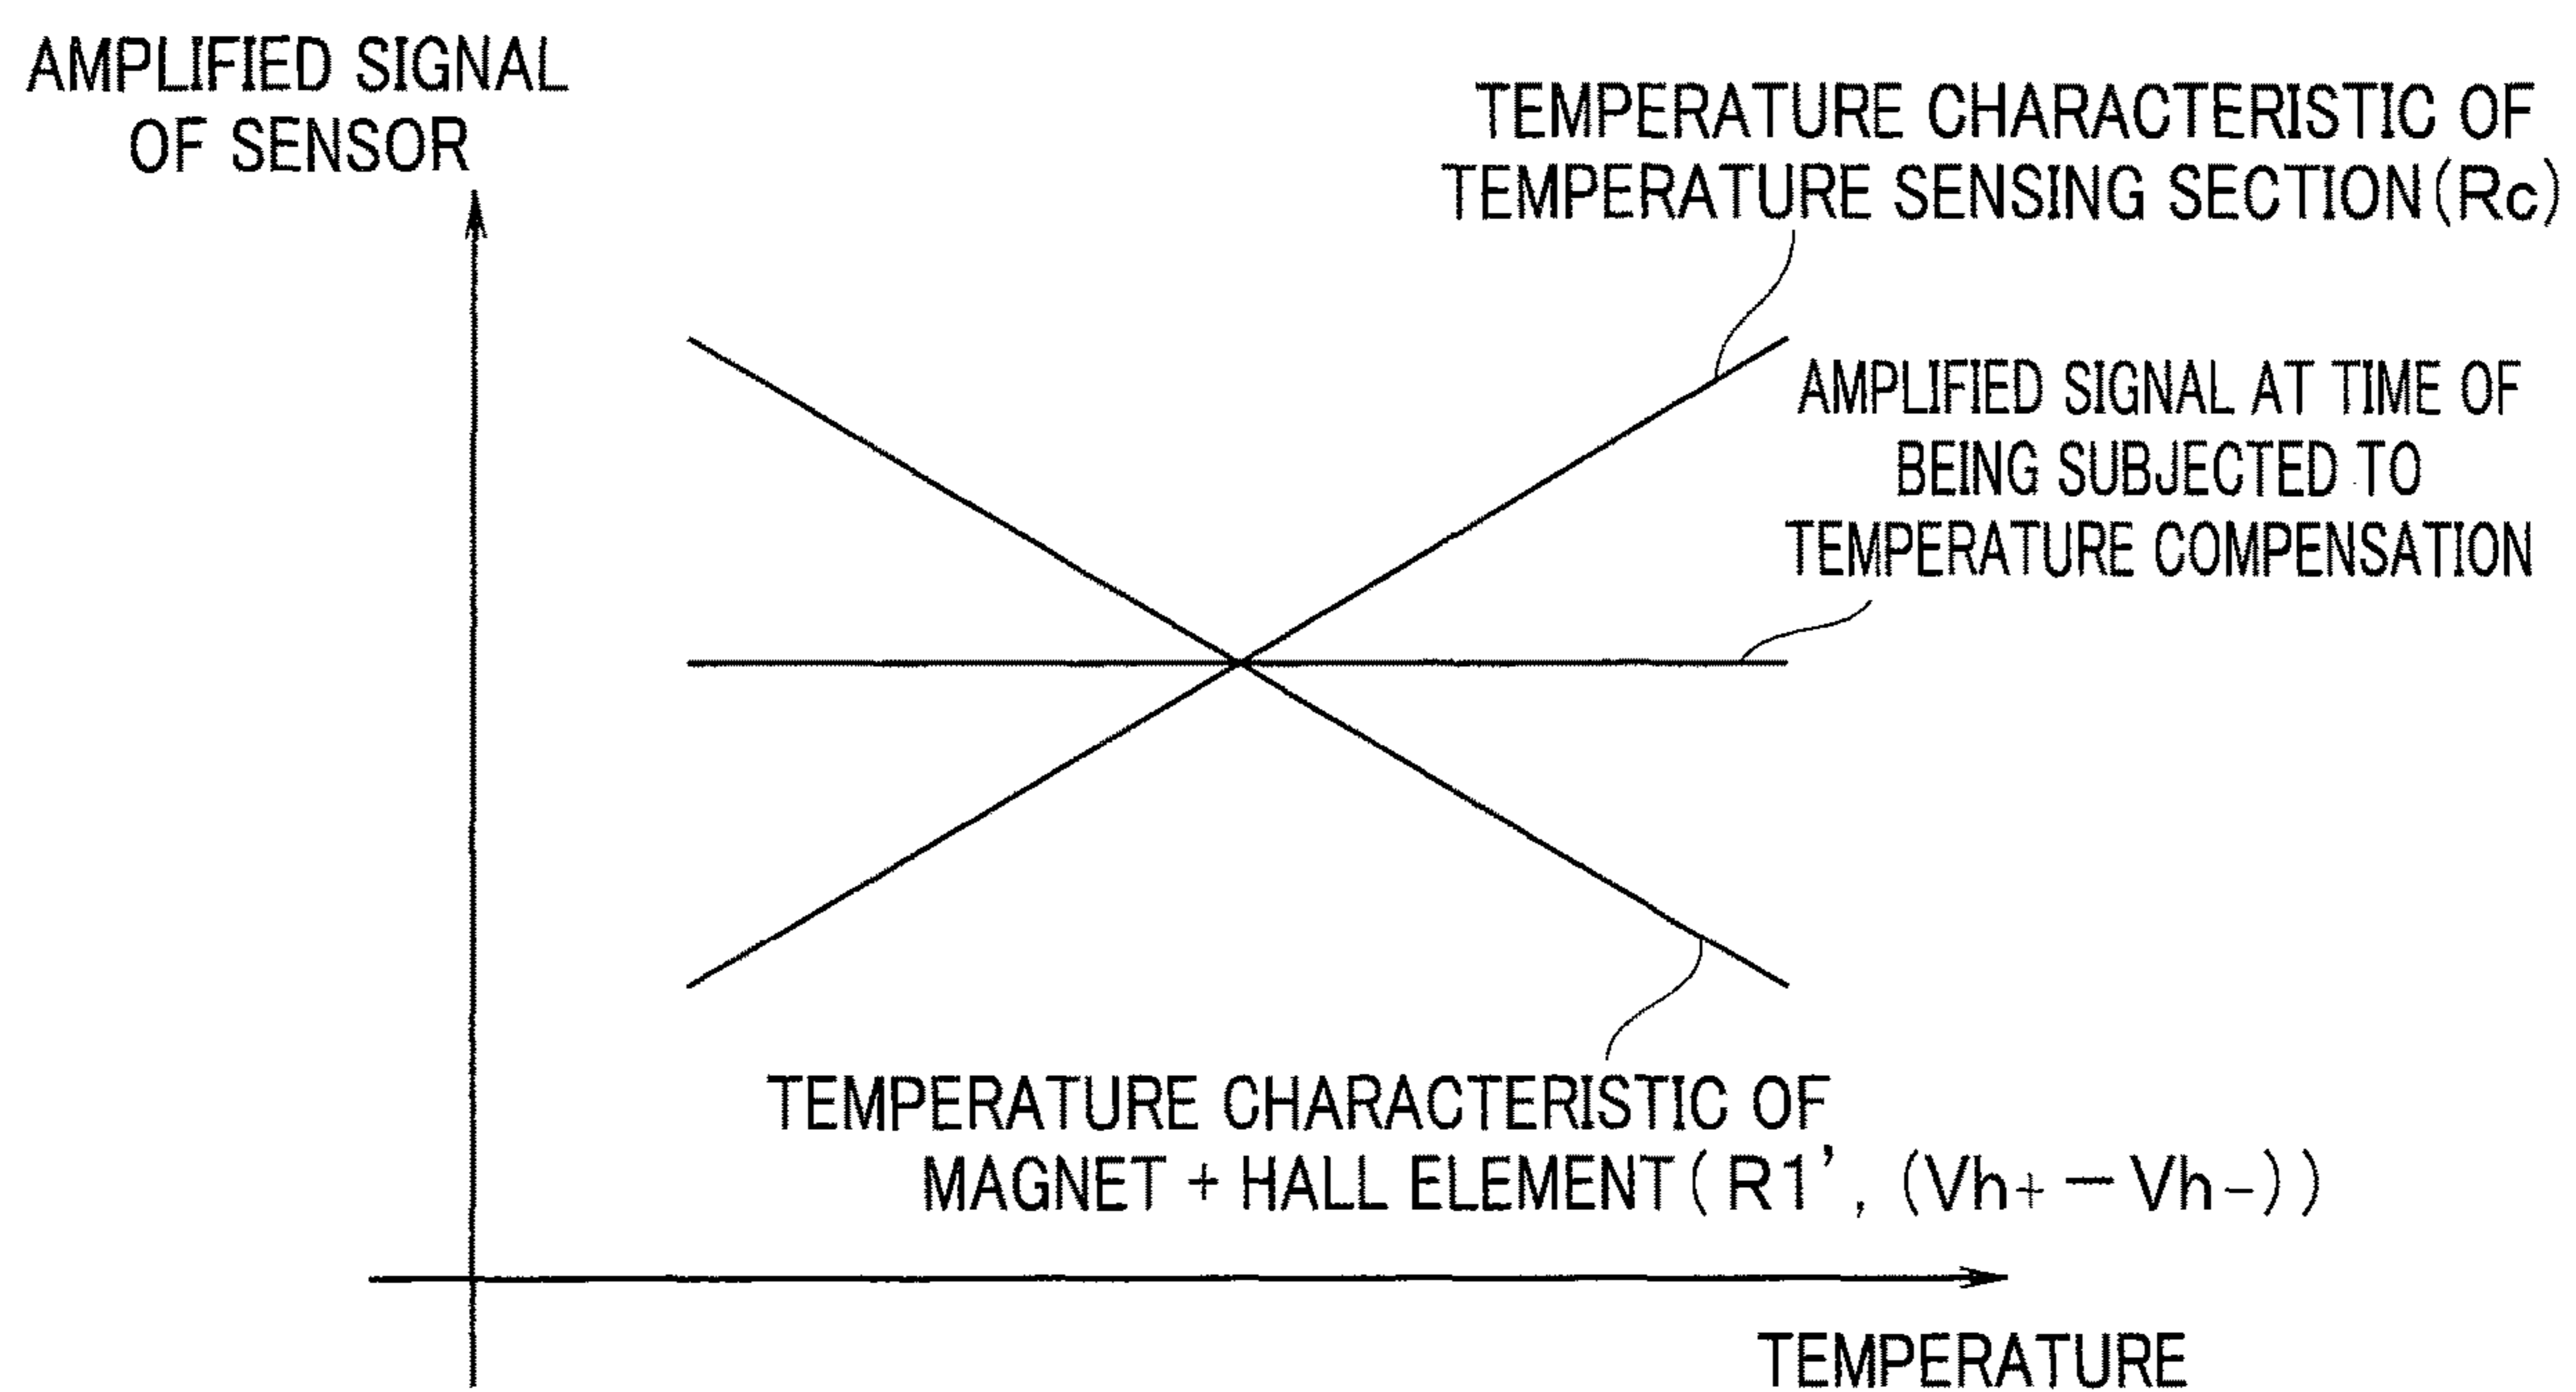 AMPLIFIED SIGNAL
OF SENSOR
TEMPERATURE CHARACTERISTIC OF
TEMPERATURE SENSING SECTION(Rc)
AMPLIFIED SIGNAL AT TIME OF
BEING SUBJECTED TO
TEMPERATURE COMPENSATION
TEMPERATURE CHARACTERISTIC OF
MAGNET + HALL ELEMENT(R1', (Vh+ − Vh−))
TEMPERATURE